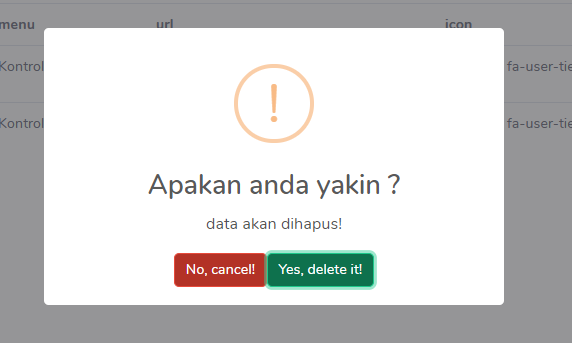 menu url icon
Kontrol fa-user-tie
!
Apakan anda yakin ?
Kontrol fa-user-tie
data akan dihapus!
No, cancel! Yes, delete it!